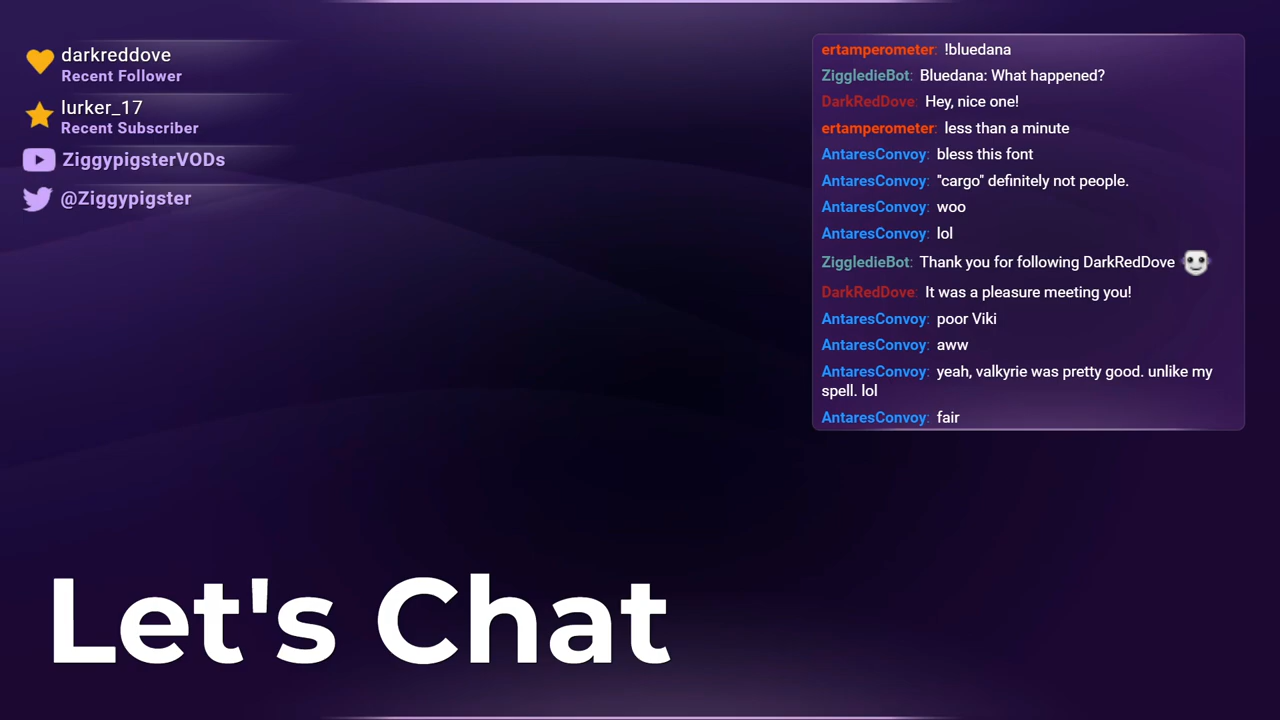 darkreddove
Recent Follower
lurker_17
Recent Subscriber
ZiggypigsterVODs
@Ziggypigster
ertamperometer: !bluedana
ZiggledieBot: Bluedana: What happened?
DarkRedDove: Hey, nice one!
ertamperometer: less than a minute
AntaresConvoy: bless this font
AntaresConvoy: "cargo" definitely not people.
AntaresConvoy: woo
AntaresConvoy: lol
ZiggledieBot: Thank you for following DarkRedDove
DarkRedDove: It was a pleasure meeting you!
AntaresConvoy: poor Viki
AntaresConvoy: aww
AntaresConvoy: yeah, valkyrie was pretty good. unlike my
spell. lol
AntaresConvoy: fair
Let's Chat